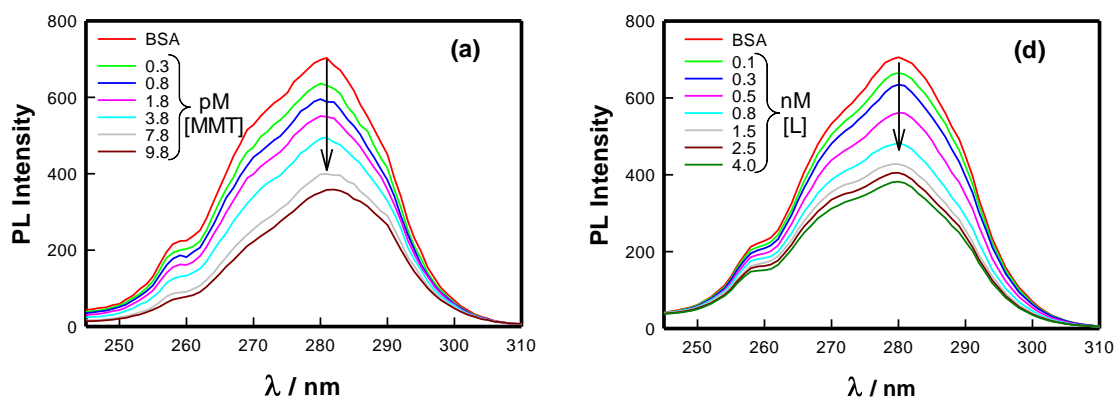 (a)
BSA
0.3
0.8
1.8
3.8
7.8
9.8
pM
[MMT]
PL Intensity
800
600
400
200
0
250 260 270 280 290 300 310
λ / nm
(d)
BSA
0.1
0.3
0.5
0.8
1.5
2.5
4.0
nM
[L]
PL Intensity
800
600
400
200
0
250 260 270 280 290 300 310
λ / nm